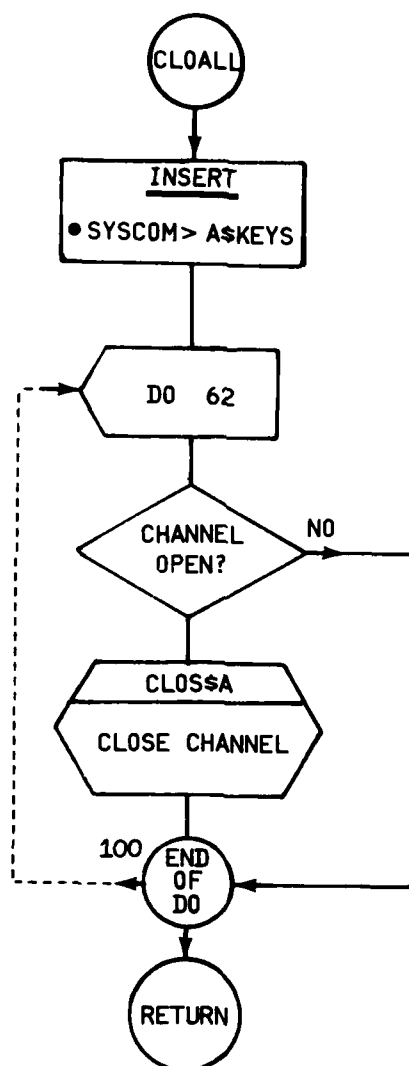 CLOALL
INSERT
• SYSCOM> A$KEYS
DO 62
CHANNEL
OPEN?
NO
CLOS$A
CLOSE CHANNEL
100
END
OF
DO
RETURN